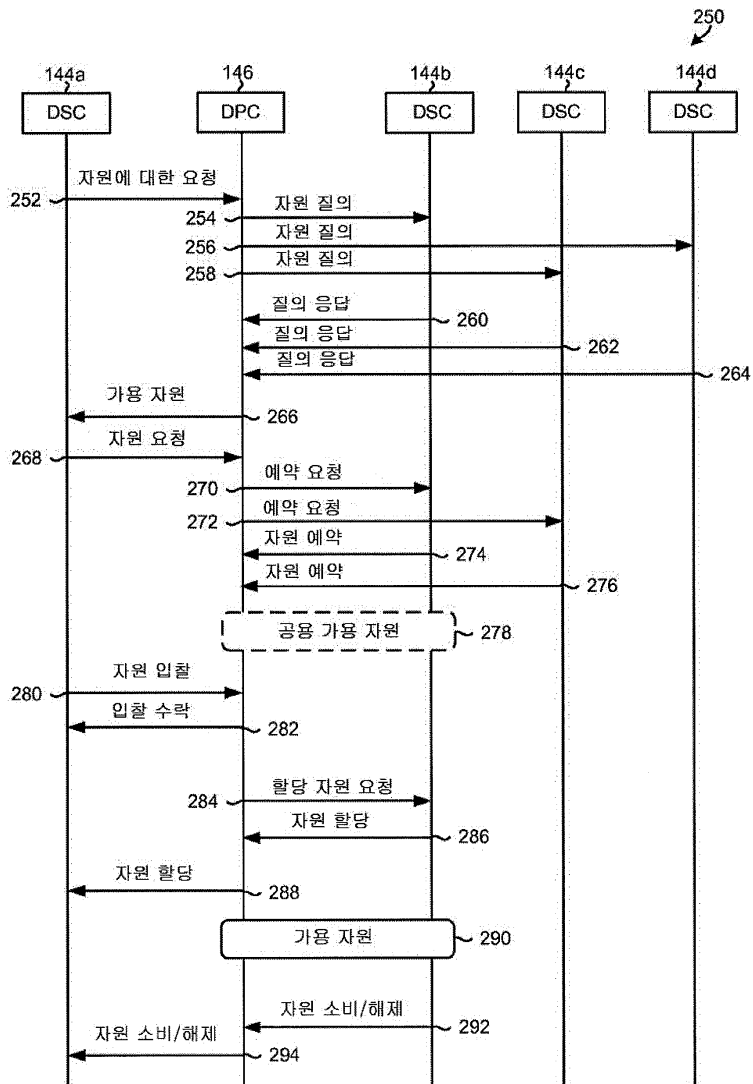 250
144a 146 144b 144c 144d
DSC DPC DSC DSC DSC
자원에 대한 요청
252
자원 질의
254
자원 질의
256
자원 질의
258
질의 응답
260
질의 응답
262
질의 응답
264
가용 자원
266
자원 요청
268
예약 요청
270
예약 요청
272
자원 예약
274
자원 예약
276
공용 가용 자원
278
자원 입찰
280
입찰 수락
282
할당 자원 요청
284
자원 할당
286
자원 할당
288
가용 자원
290
자원 소비/해제
292
자원 소비/해제
294